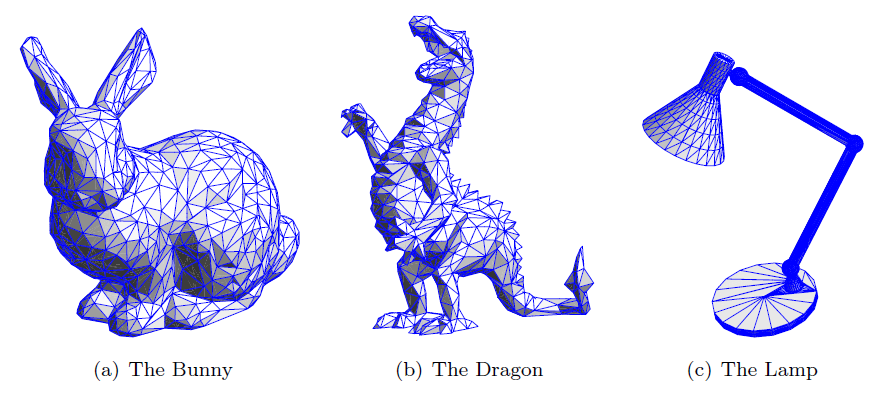 (a) The Bunny
(b) The Dragon
(c) The Lamp